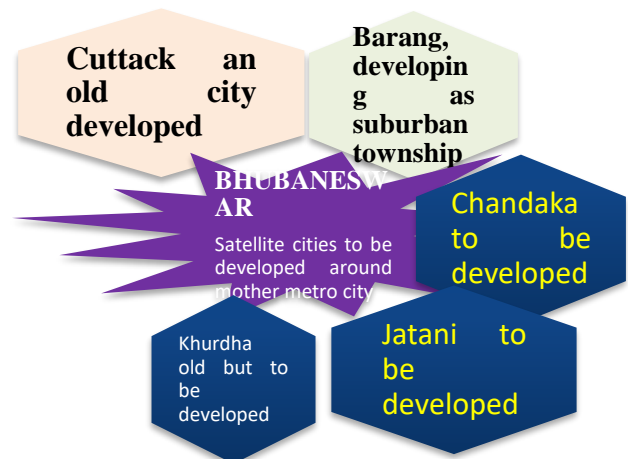 Cuttack an
old city
developed
Barang,
developin
g as
suburban
township
BHUBANESW
AR
Satellite cities to be
developed around
mother metro city
Chandaka
to be
developed
Khurdha
old but to
be
developed
Jatani to
be
developed